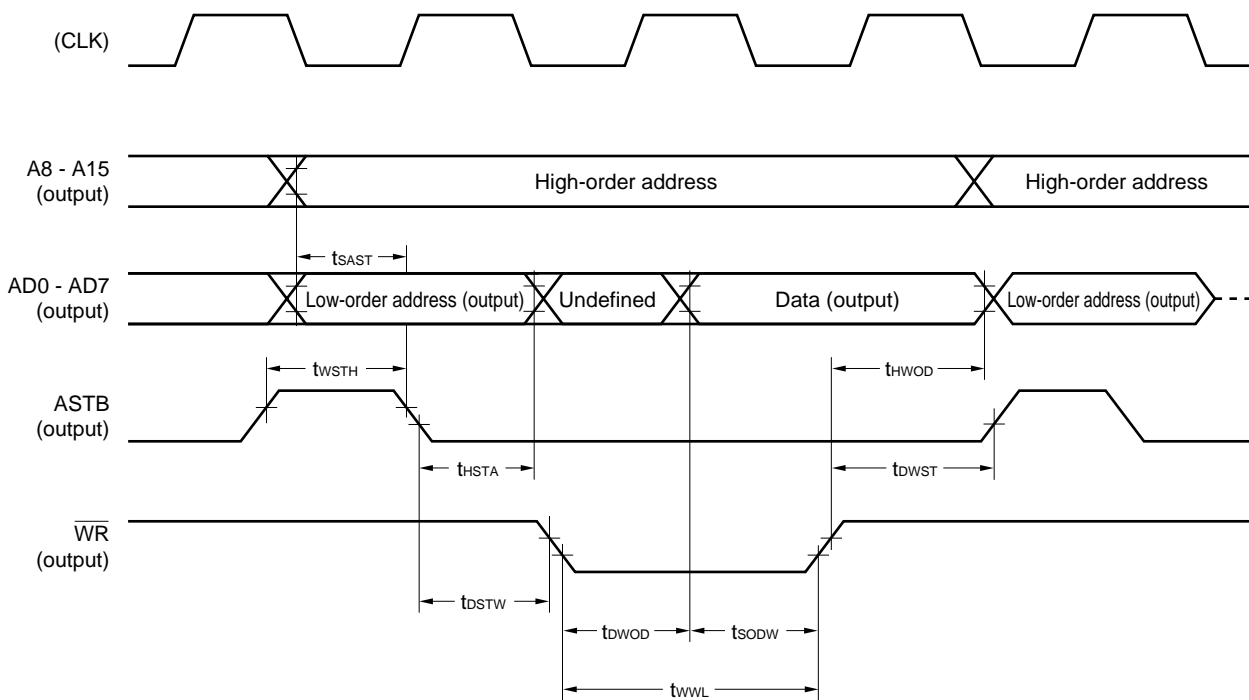 (CLK)
A8 - A15
(output)
High-order address
High-order address
tSAST
AD0 - AD7
(output)
Low-order address (output)
Undefined
Data (output)
Low-order address (output)
tWSTH
tHWOD
ASTB
(output)
tHSTA
tDWST
WR
(output)
tDSTW
tDWOD
tSODW
tWWL